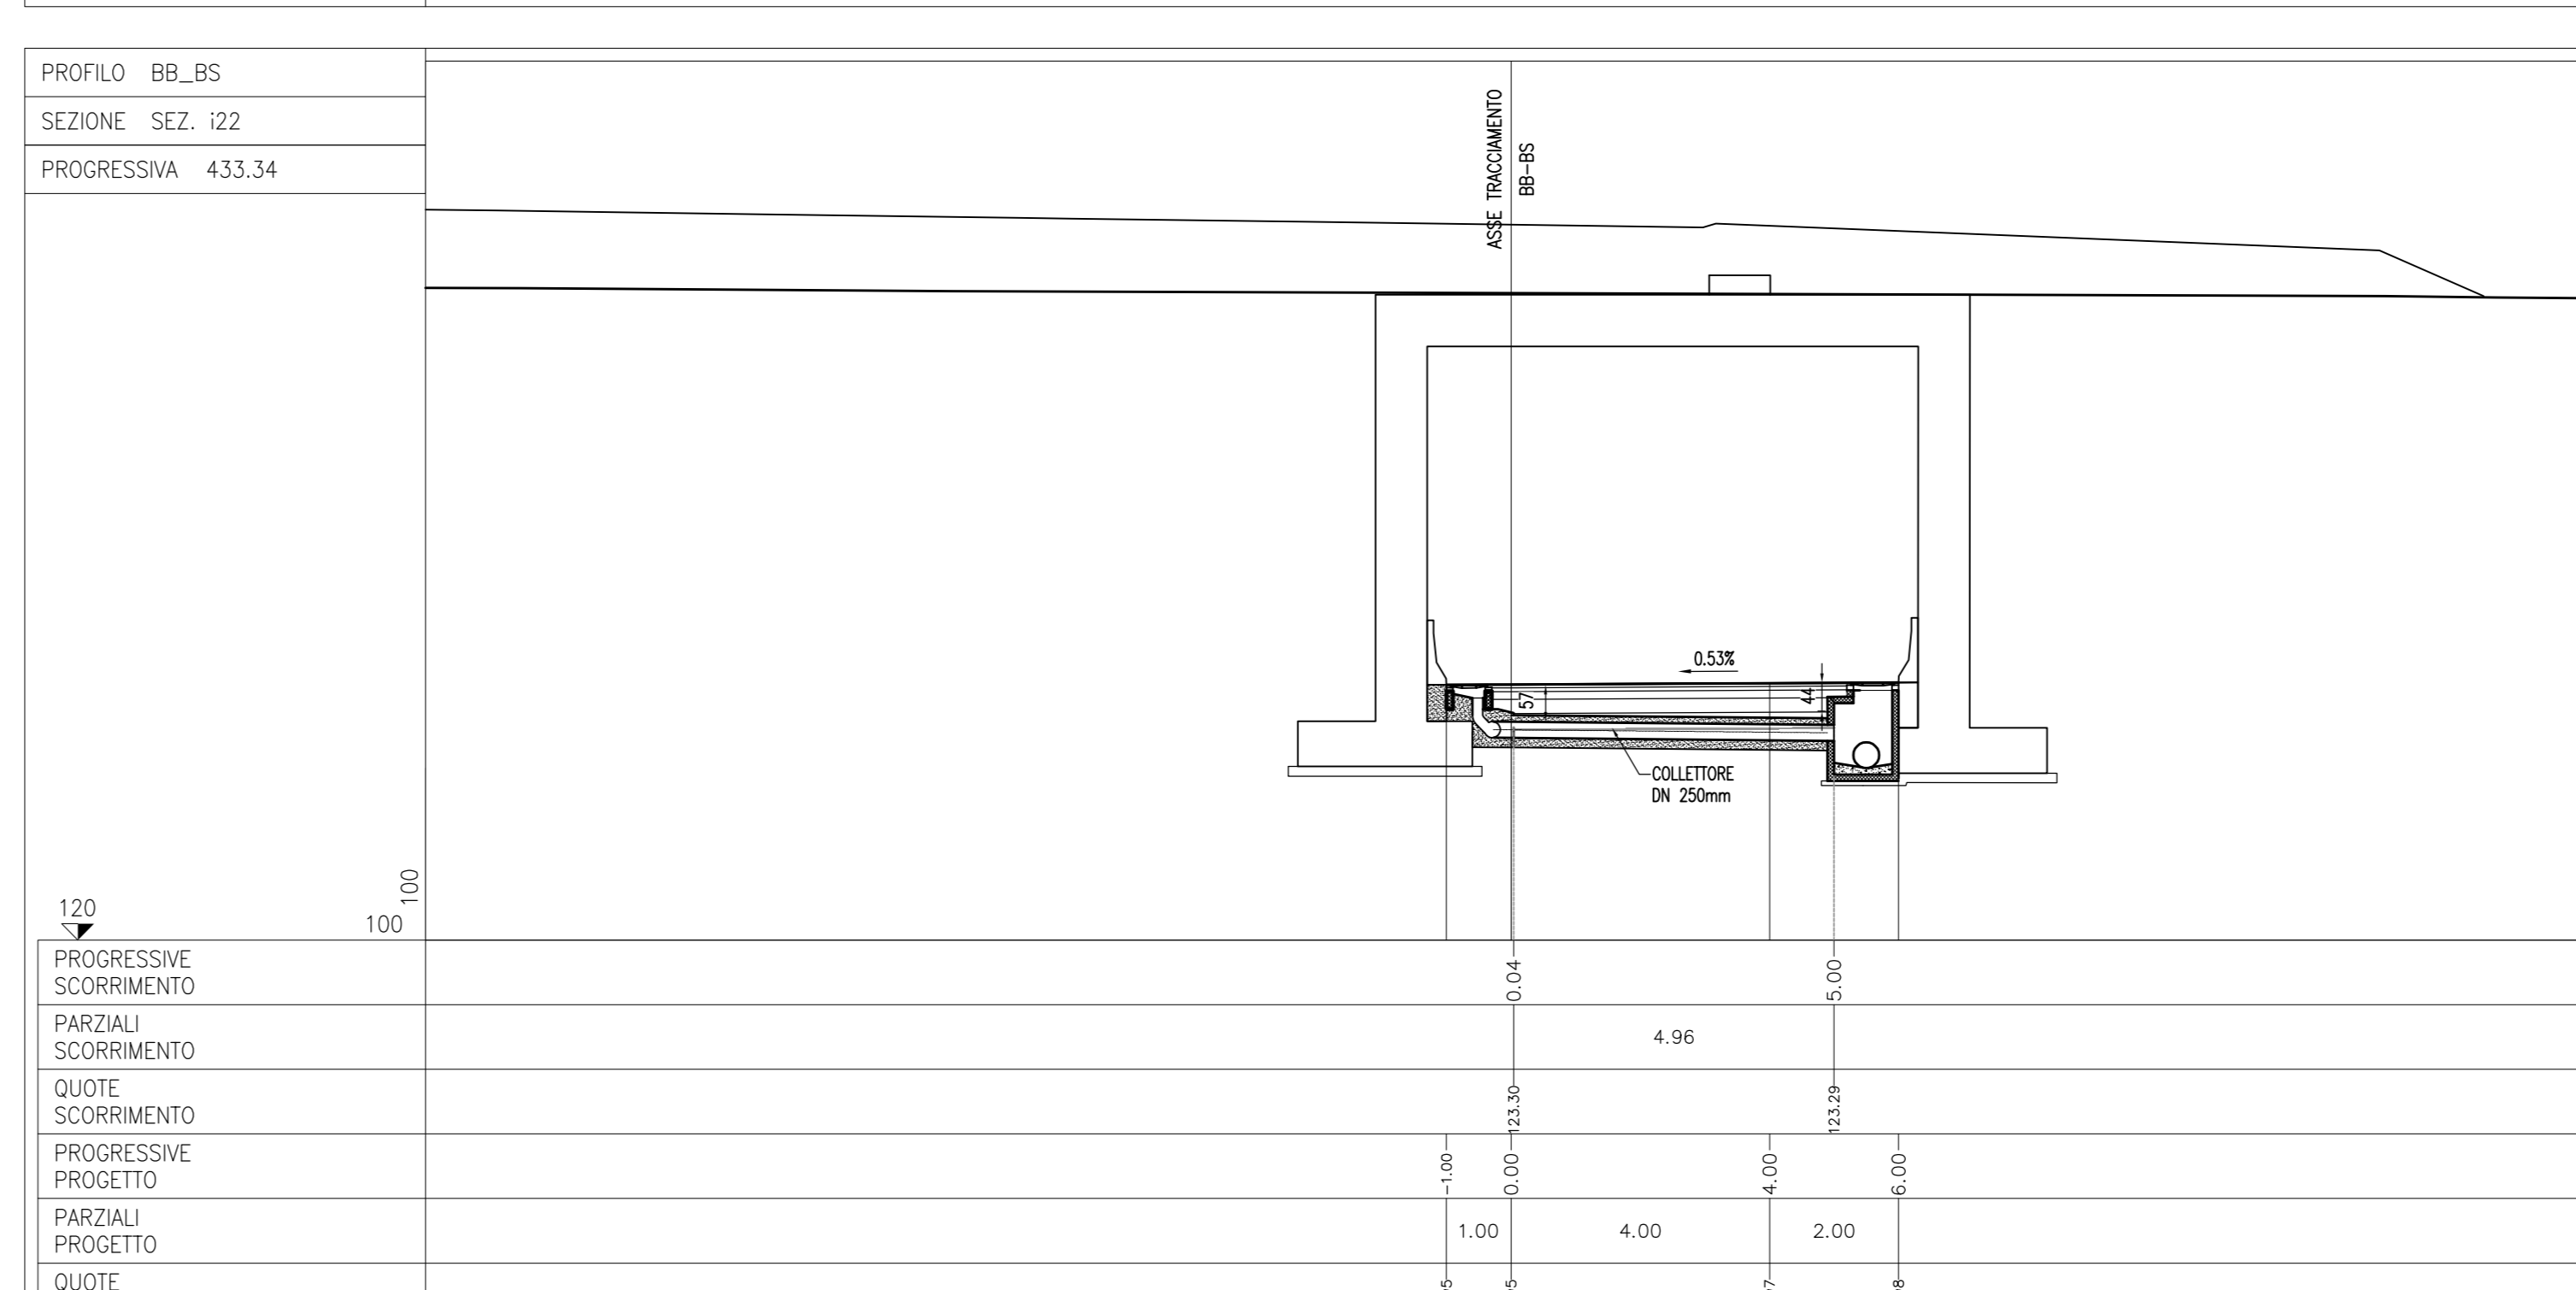 PROFILO BB_BS
SEZIONE SEZ. i22
PROGRESSIVA 433.34
ASSE TRACCIAMENTO
BB-BS
0.53%
57
44
COLLETTORE
DN 250mm
100
120
100
PROGRESSIVE
SCORRIMENTO
0.04
5.00
PARZIALI
SCORRIMENTO
4.96
QUOTE
SCORRIMENTO
123.30
123.29
PROGRESSIVE
PROGETTO
-1.00
0.00
4.00
6.00
PARZIALI
PROGETTO
1.00
4.00
2.00
QUOTE